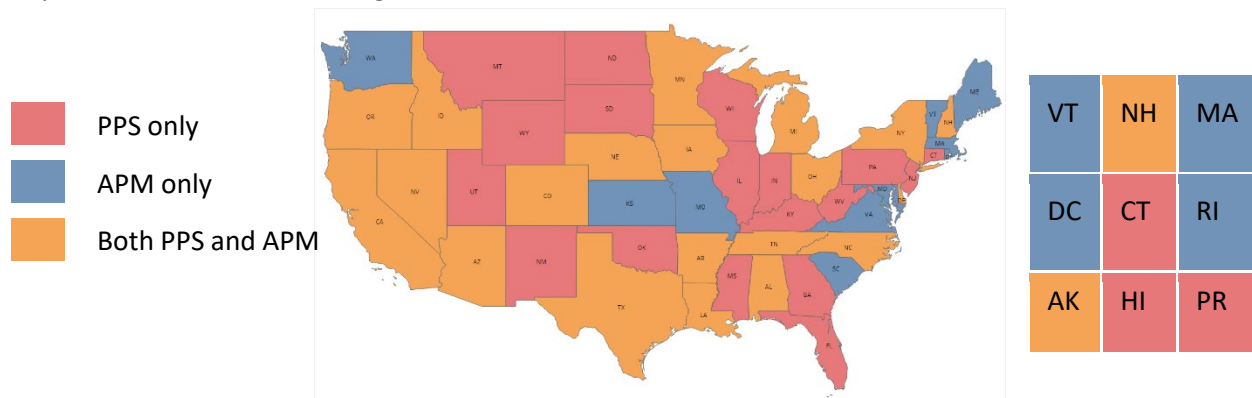 PPS only
APM only
Both PPS and APM
WA
MT
ND
MN
OR
ID
SD
WI
WY
MI
NY
VT
NH
ME
MA
CT
IA
NE
PA
NJ
NV
UT
CO
IL
IN
OH
MD
DE
WV
VA
KS
MO
KY
CA
AZ
NM
OK
AR
TN
NC
SC
MS
AL
GA
TX
LA
FL
VT NH MA
DC CT RI
AK HI PR